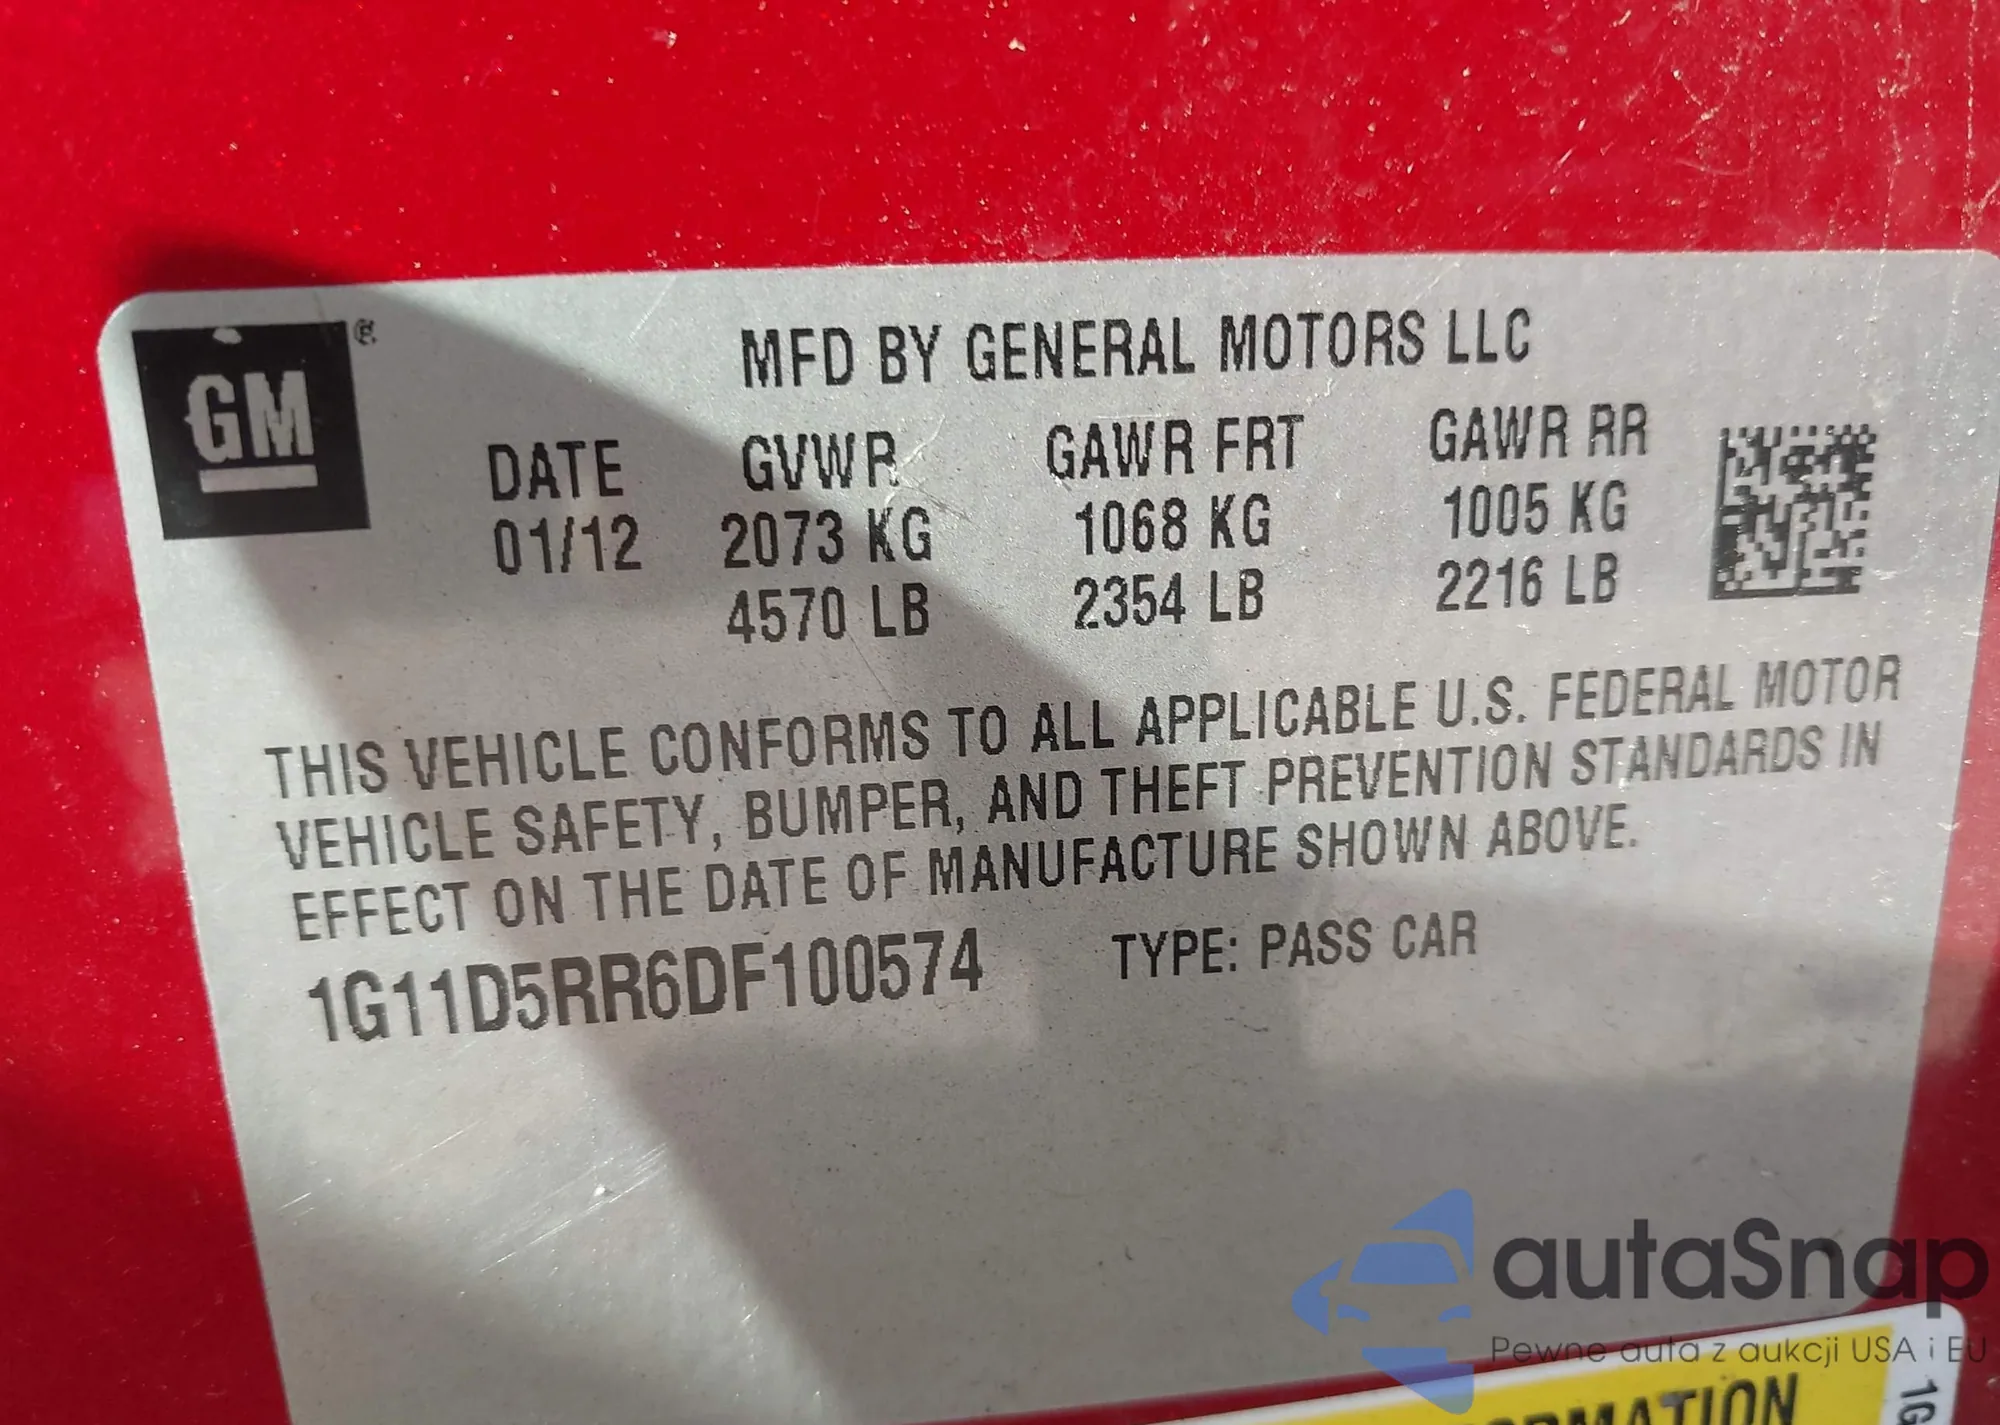 GM
®
MFD BY GENERAL MOTORS LLC
DATE GVWR GAWR FRT GAWR RR
01/12 2073 KG 1068 KG 1005 KG
4570 LB 2354 LB 2216 LB
THIS VEHICLE CONFORMS TO ALL APPLICABLE U.S. FEDERAL MOTOR
VEHICLE SAFETY, BUMPER, AND THEFT PREVENTION STANDARDS IN
EFFECT ON THE DATE OF MANUFACTURE SHOWN ABOVE.
1G11D5RR6DF100574 TYPE: PASS CAR
autaSnap
Pewne auta z aukcji USA i EU